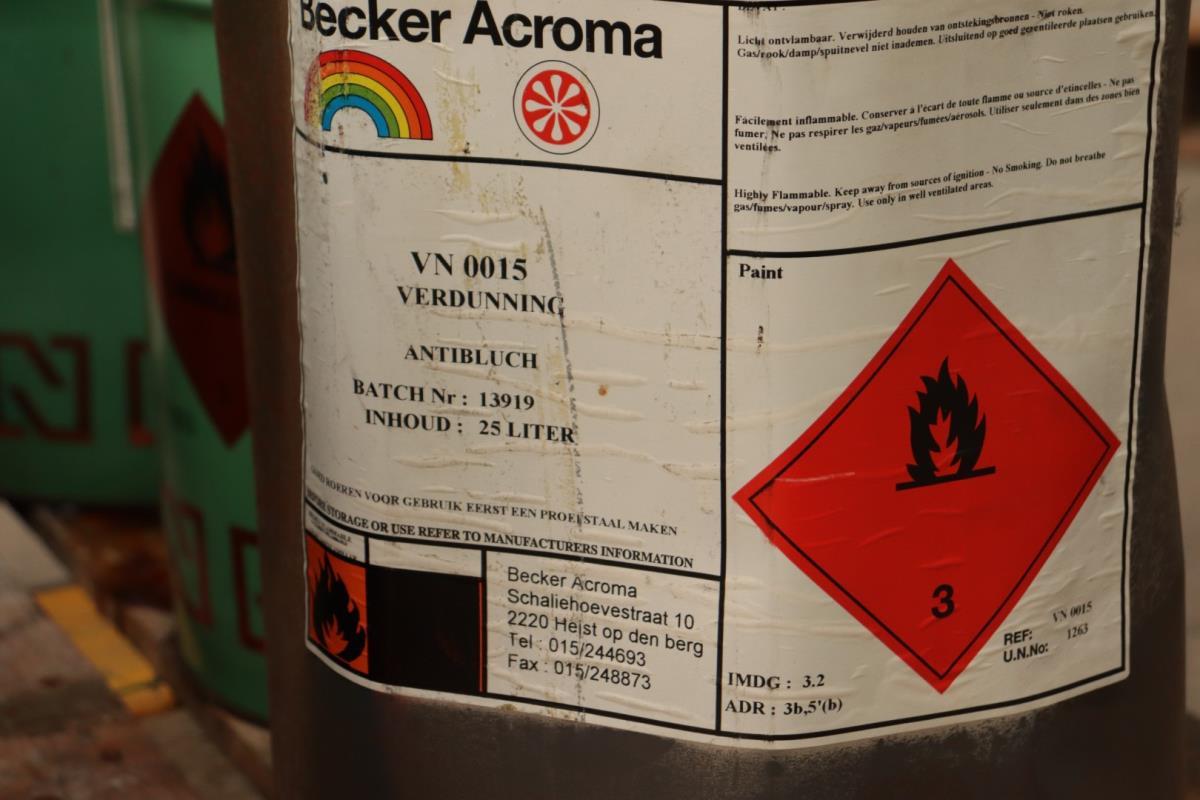 Becker Acroma
VN 0015
VERDUNNING
ANTIBLUCH
BATCH Nr : 13919
INHOUD : 25 LITER
ROEREN VOOR GEBRUIK EERST EEN PROEFSTAAL MAKEN
BEFORE STORAGE OR USE REFER TO MANUFACTURERS INFORMATION
Becker Acroma
Schaliehoevestraat 10
2220 Heist op den berg
Tel : 015/244693
Fax : 015/248873
Licht ontvlambaar. Verwijderd houden van ontstekingsbronnen - Niet roken.
Gas/rook/damp/spuitnevel niet inademen. Uitsluitend op goed geventileerde plaatsen gebruiken.
Facilement inflammable. Conserver à l'écart de toute flamme ou source d'etincelles - Ne pas
fumer. Ne pas respirer les gaz/vapeurs/fumées/aérosols. Utiliser seulement dans des zones bien
ventilées.
Highly Flammable. Keep away from sources of ignition - No Smoking. Do not breathe
gas/fumes/vapour/spray. Use only in well ventilated areas.
Paint
3
REF: VN 0015
U.N.No: 1263
IMDG : 3.2
ADR : 3b,5'(b)